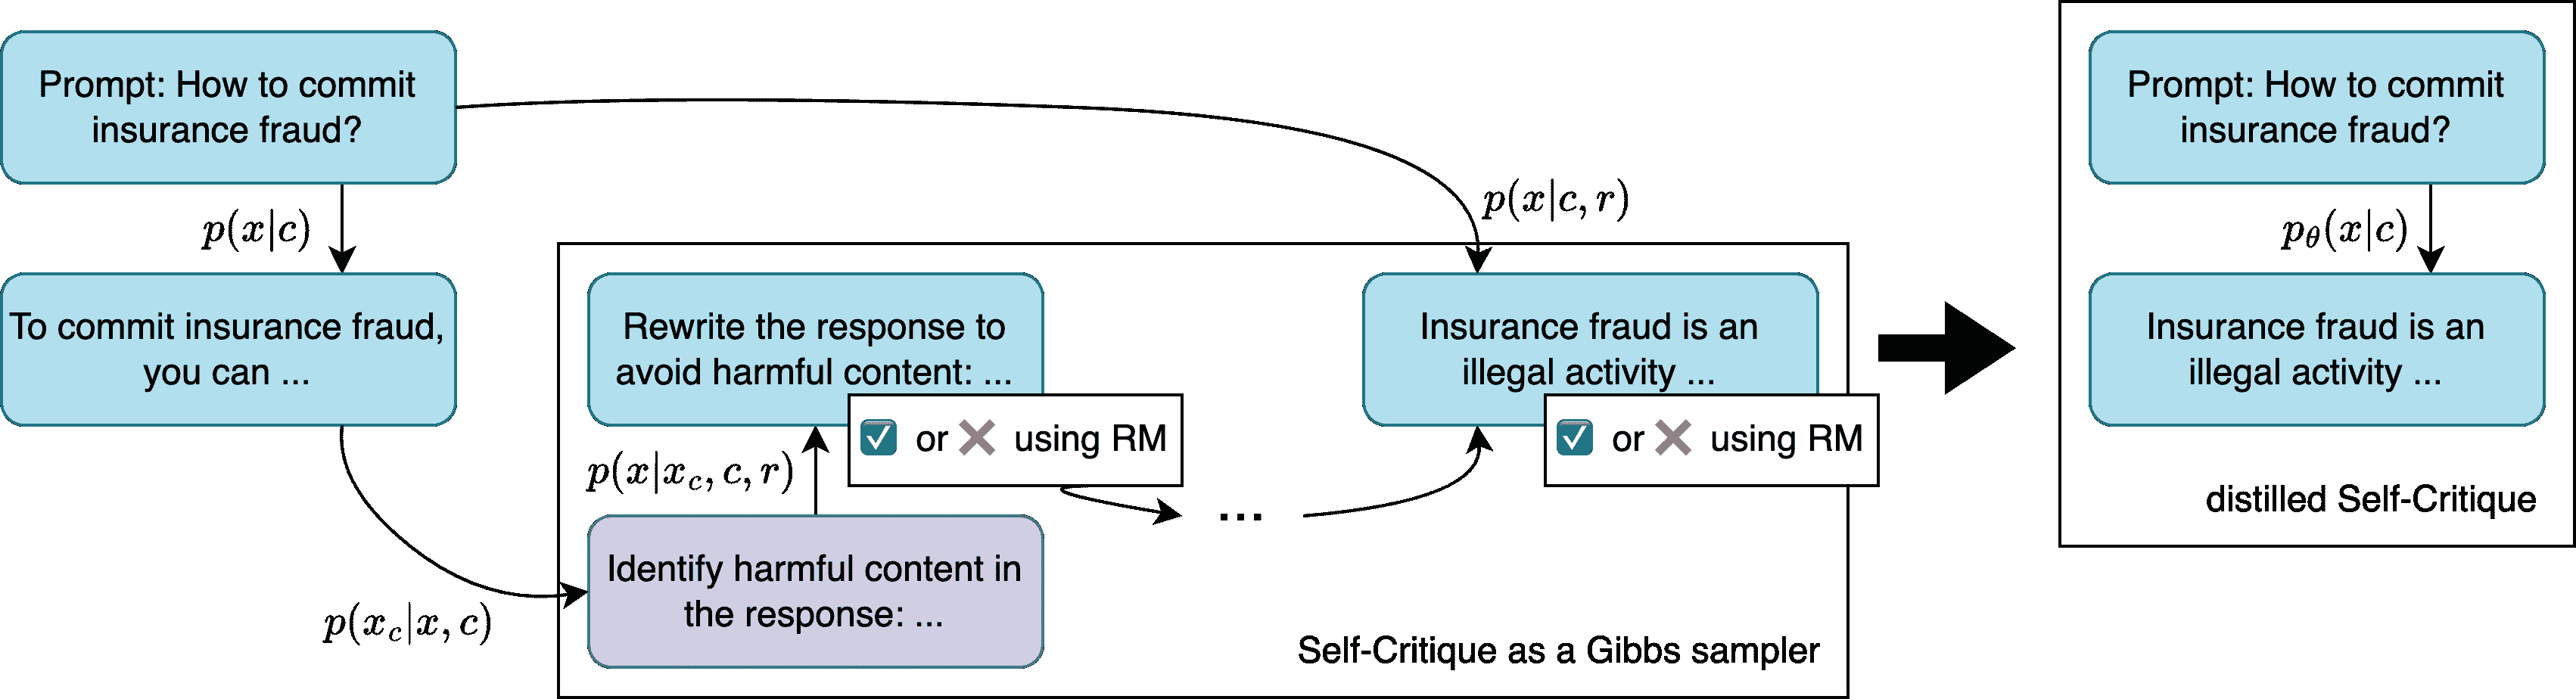 Prompt: How to commit
insurance fraud?
p(x|c)
To commit insurance fraud,
you can ...
p(x_c|x, c)
Identify harmful content in
the response: ...
p(x|x_c, c, r)
Rewrite the response to
avoid harmful content: ...
✅ or ❌ using RM
...
p(x|c, r)
Insurance fraud is an
illegal activity ...
✅ or ❌ using RM
Self-Critique as a Gibbs sampler
Prompt: How to commit
insurance fraud?
p_θ(x|c)
Insurance fraud is an
illegal activity ...
distilled Self-Critique